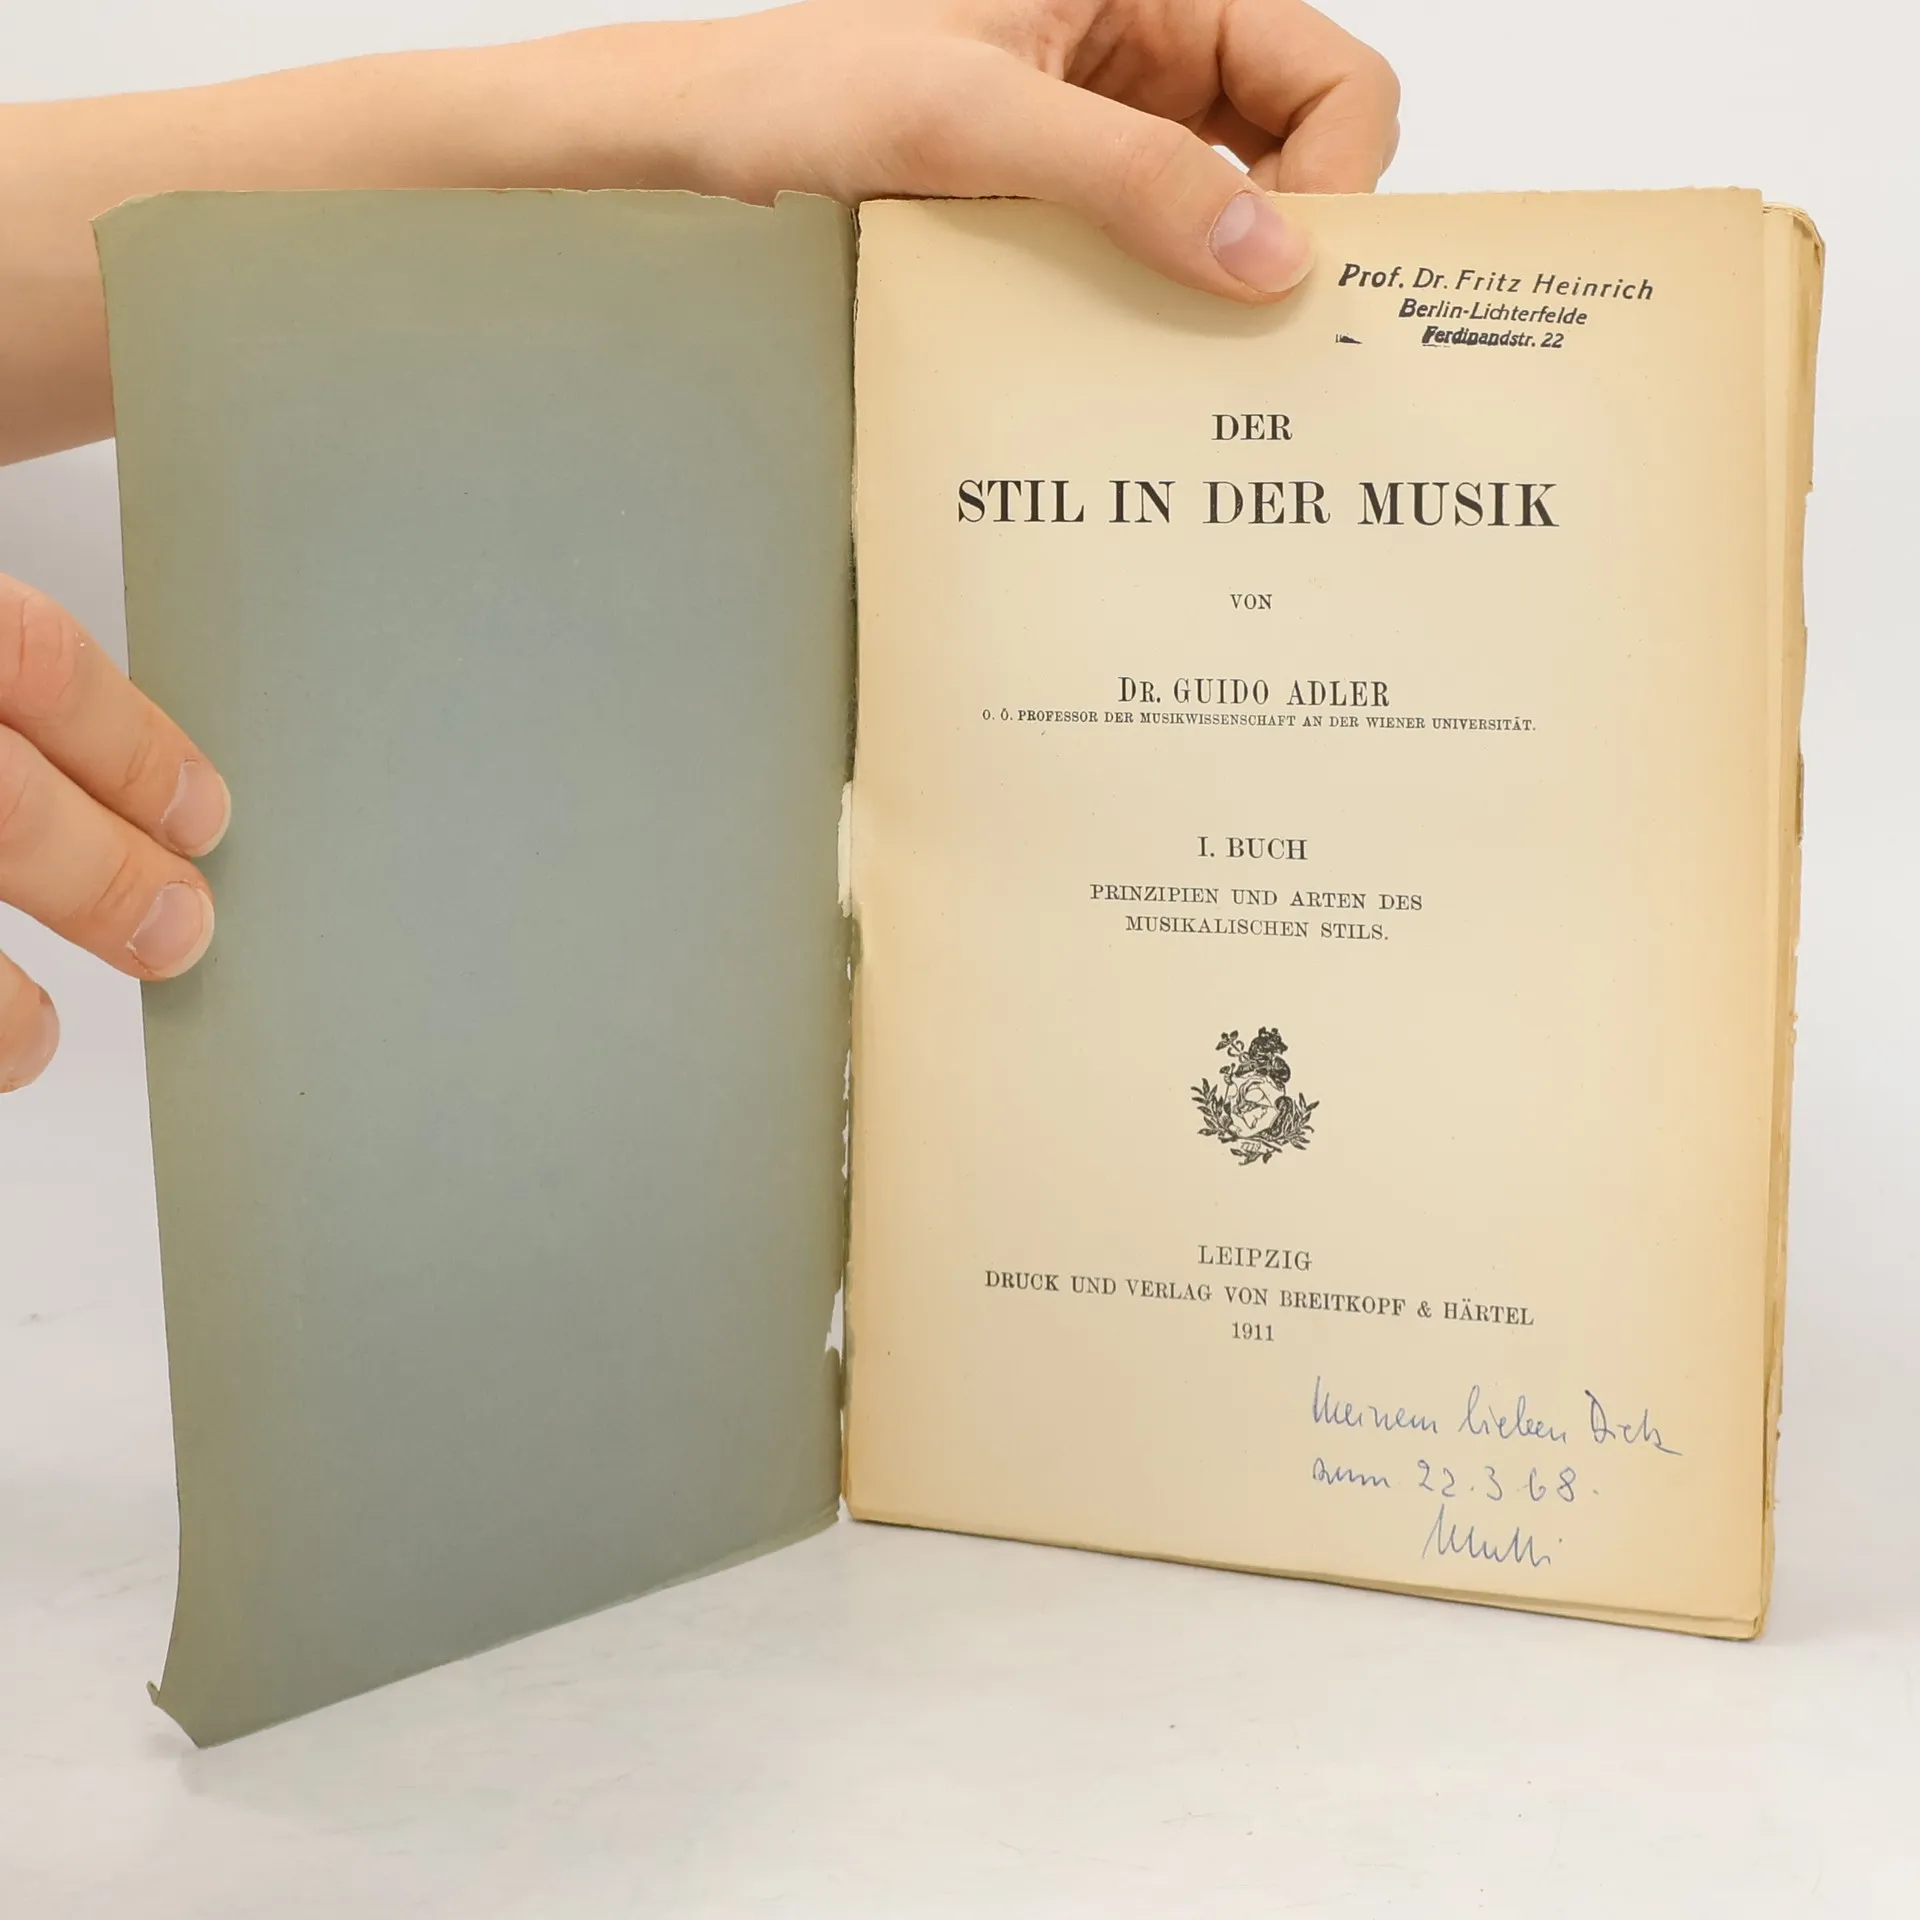 Prof. Dr. Fritz Heinrich
Berlin-Lichterfelde
Ferdinandstr. 22
DER
STIL IN DER MUSIK
VON
DR. GUIDO ADLER
O. Ö. PROFESSOR DER MUSIKWISSENSCHAFT AN DER WIENER UNIVERSITÄT.
I. BUCH
PRINZIPIEN UND ARTEN DES
MUSIKALISCHEN STILS.
LEIPZIG
DRUCK UND VERLAG VON BREITKOPF & HÄRTEL
1911
Meinem lieben
zum 22.3 68.